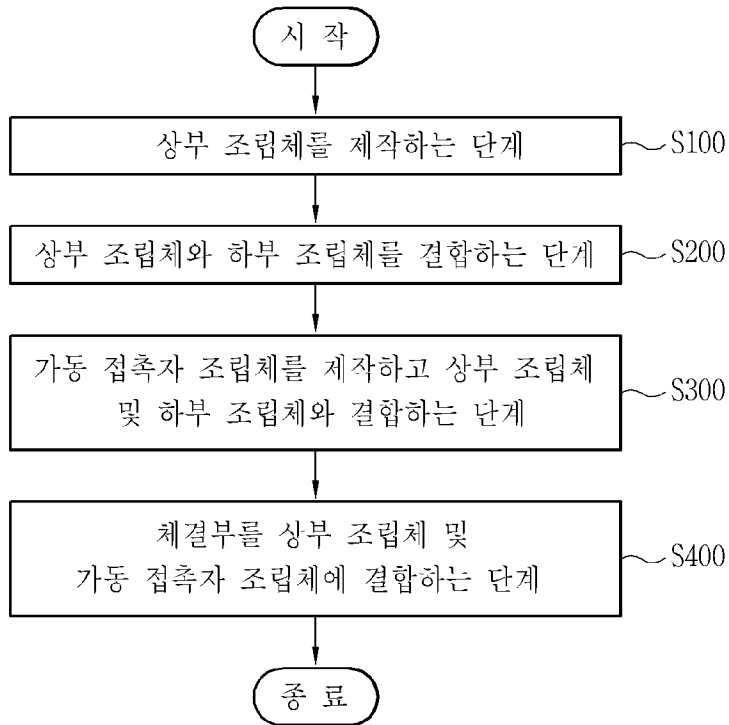 시 작
상부 조립체를 제작하는 단계
S100
상부 조립체와 하부 조립체를 결합하는 단계
S200
가동 접촉자 조립체를 제작하고 상부 조립체
및 하부 조립체와 결합하는 단계
S300
체결부를 상부 조립체 및
가동 접촉자 조립체에 결합하는 단계
S400
종 료